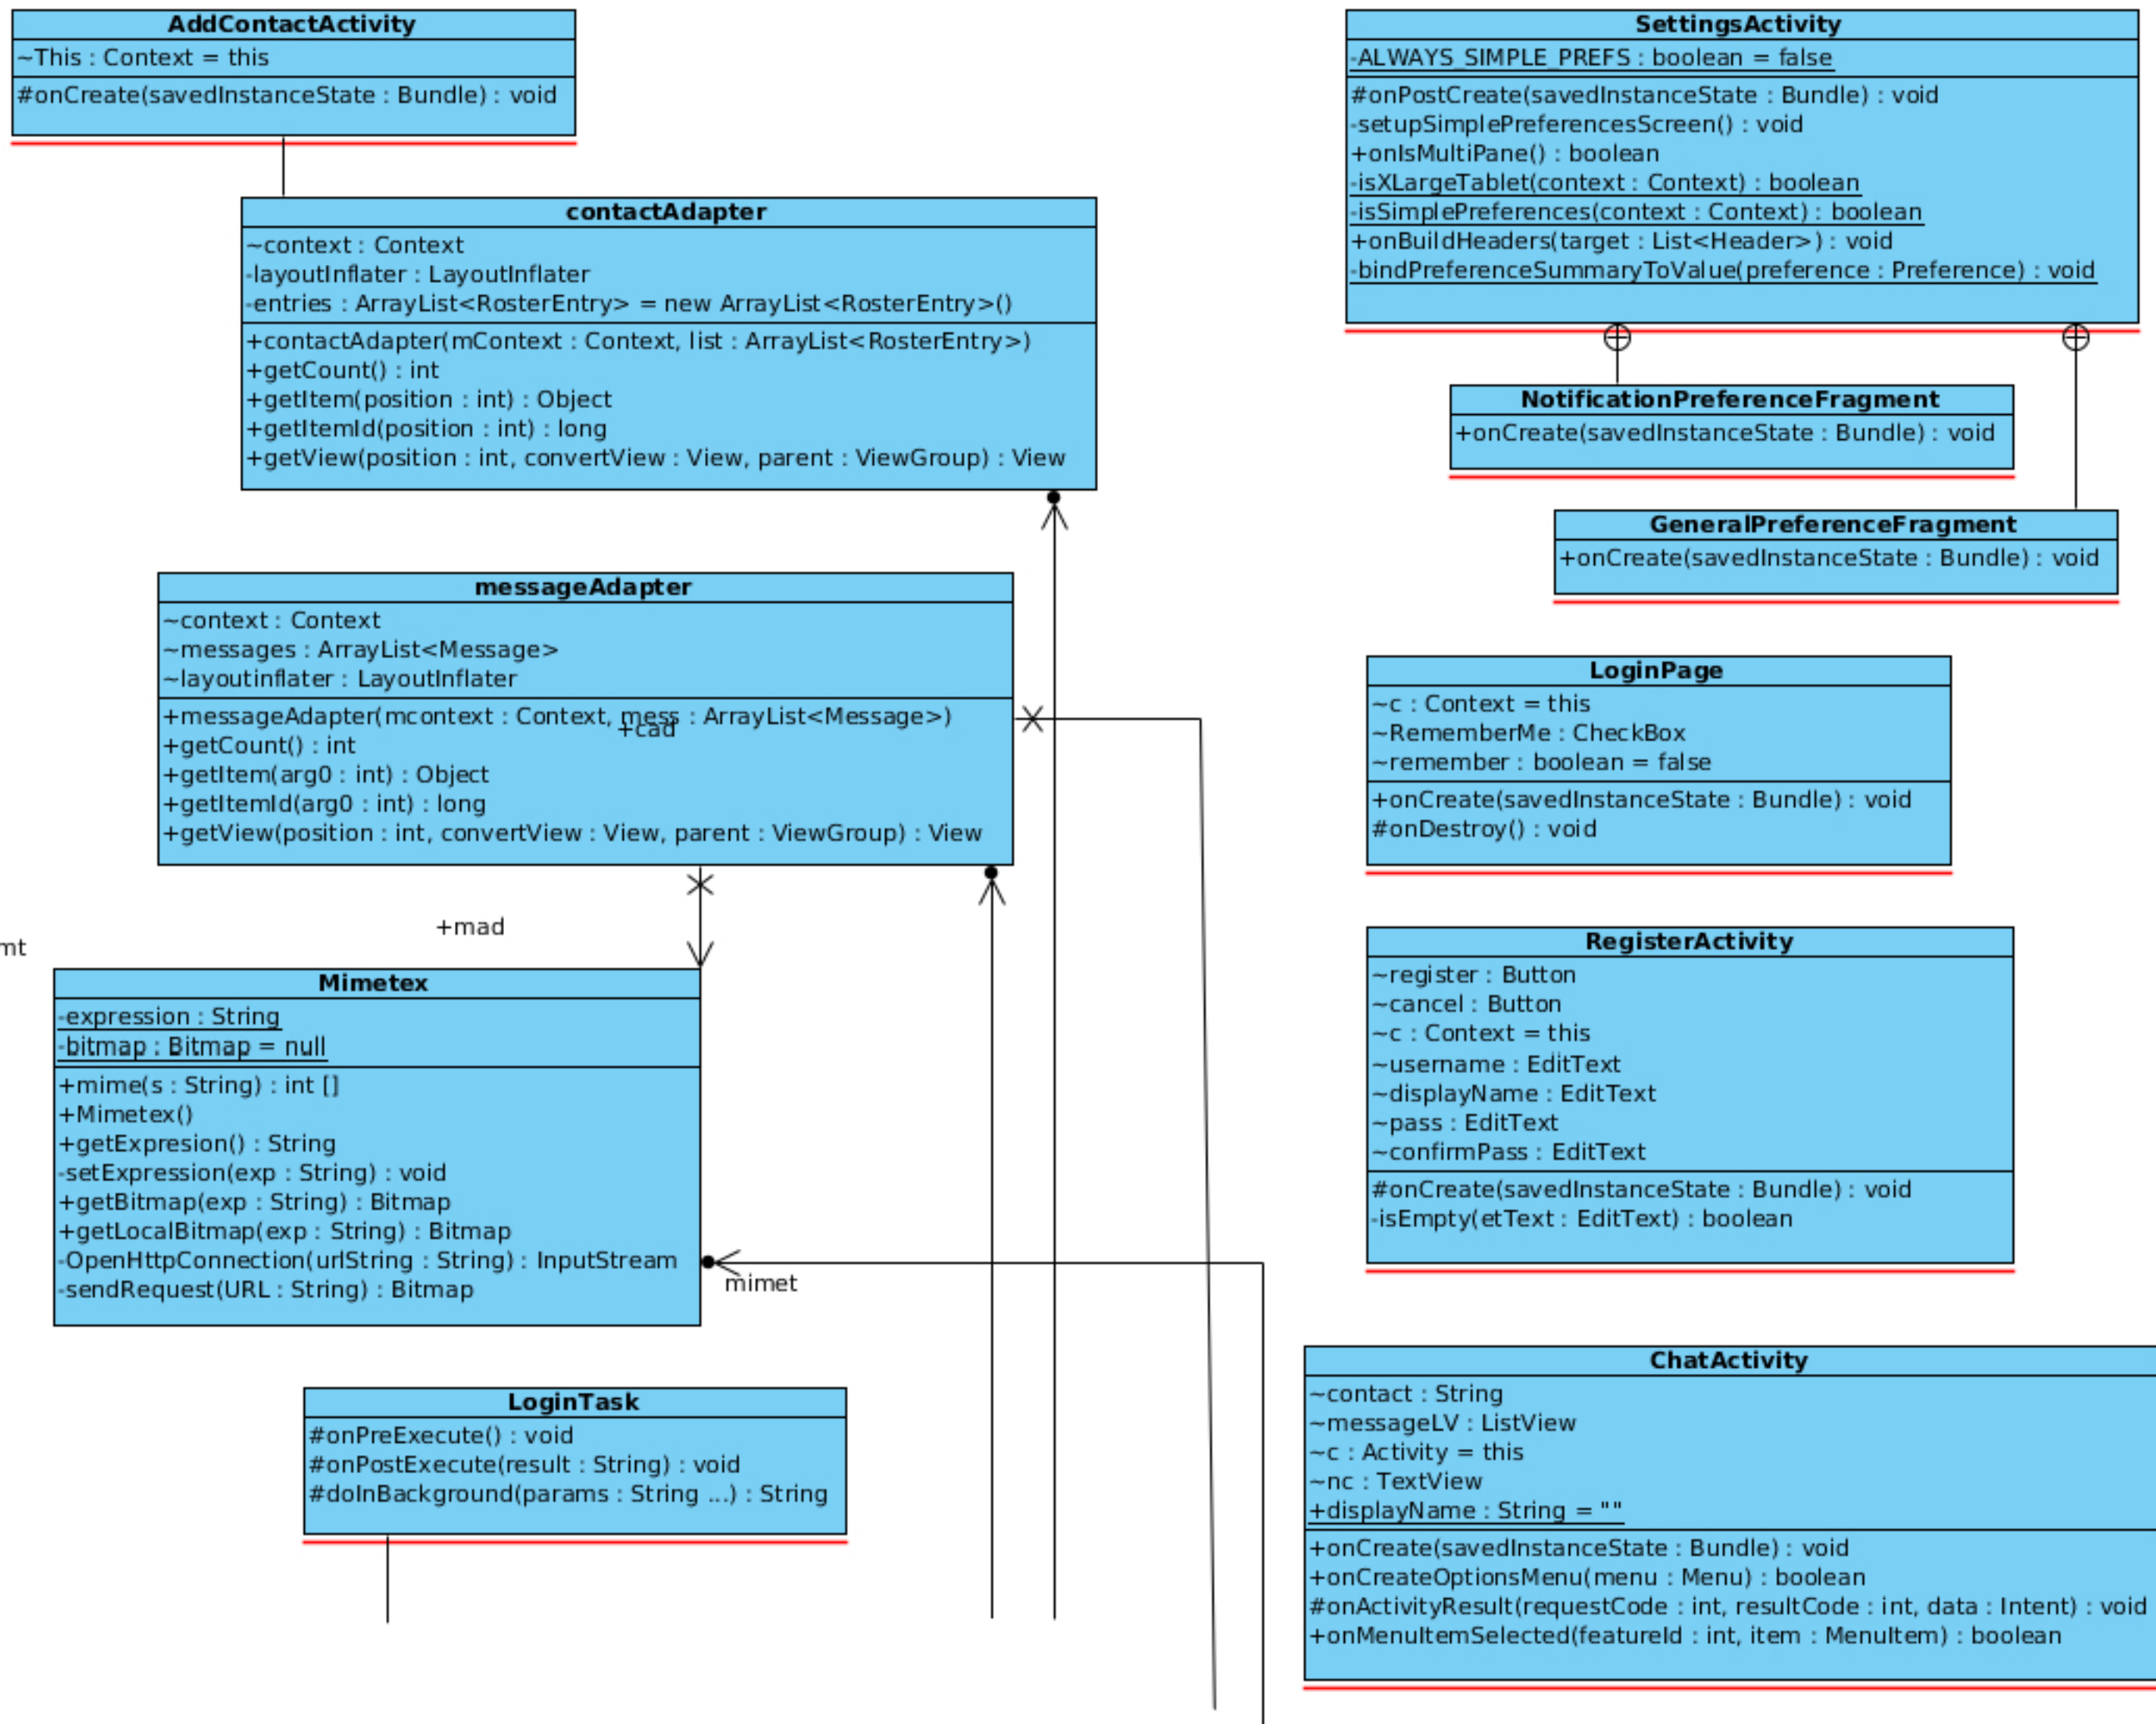 AddContactActivity
~This : Context = this
#onCreate(savedInstanceState : Bundle) : void
contactAdapter
~context : Context
-layoutInflater : LayoutInflater
-entries : ArrayList<RosterEntry> = new ArrayList<RosterEntry>()
+contactAdapter(mContext : Context, list : ArrayList<RosterEntry>)
+getCount() : int
+getItem(position : int) : Object
+getItemId(position : int) : long
+getView(position : int, convertView : View, parent : ViewGroup) : View
messageAdapter
~context : Context
~messages : ArrayList<Message>
~layoutinflater : LayoutInflater
+messageAdapter(mcontext : Context, mess : ArrayList<Message>)
+cad
+getCount() : int
+getItem(arg0 : int) : Object
+getItemId(arg0 : int) : long
+getView(position : int, convertView : View, parent : ViewGroup) : View
+mad
mt
Mimetex
-expression : String
-bitmap : Bitmap = null
+mime(s : String) : int []
+Mimetex()
+getExpresion() : String
-setExpression(exp : String) : void
+getBitmap(exp : String) : Bitmap
+getLocalBitmap(exp : String) : Bitmap
-OpenHttpConnection(urlString : String) : InputStream
-sendRequest(URL : String) : Bitmap
mimet
LoginTask
#onPreExecute() : void
#onPostExecute(result : String) : void
#doInBackground(params : String ...) : String
SettingsActivity
-ALWAYS_SIMPLE_PREFS : boolean = false
#onPostCreate(savedInstanceState : Bundle) : void
-setupSimplePreferencesScreen() : void
+onIsMultiPane() : boolean
-isXLargeTablet(context : Context) : boolean
-isSimplePreferences(context : Context) : boolean
+onBuildHeaders(target : List<Header>) : void
-bindPreferenceSummaryToValue(preference : Preference) : void
NotificationPreferenceFragment
+onCreate(savedInstanceState : Bundle) : void
GeneralPreferenceFragment
+onCreate(savedInstanceState : Bundle) : void
LoginPage
~c : Context = this
~RememberMe : CheckBox
~remember : boolean = false
+onCreate(savedInstanceState : Bundle) : void
#onDestroy() : void
RegisterActivity
~register : Button
~cancel : Button
~c : Context = this
~username : EditText
~displayName : EditText
~pass : EditText
~confirmPass : EditText
#onCreate(savedInstanceState : Bundle) : void
-isEmpty(etText : EditText) : boolean
ChatActivity
~contact : String
~messageLV : ListView
~c : Activity = this
~nc : TextView
+displayName : String = ""
+onCreate(savedInstanceState : Bundle) : void
+onCreateOptionsMenu(menu : Menu) : boolean
#onActivityResult(requestCode : int, resultCode : int, data : Intent) : void
+onMenuItemSelected(featureId : int, item : MenuItem) : boolean